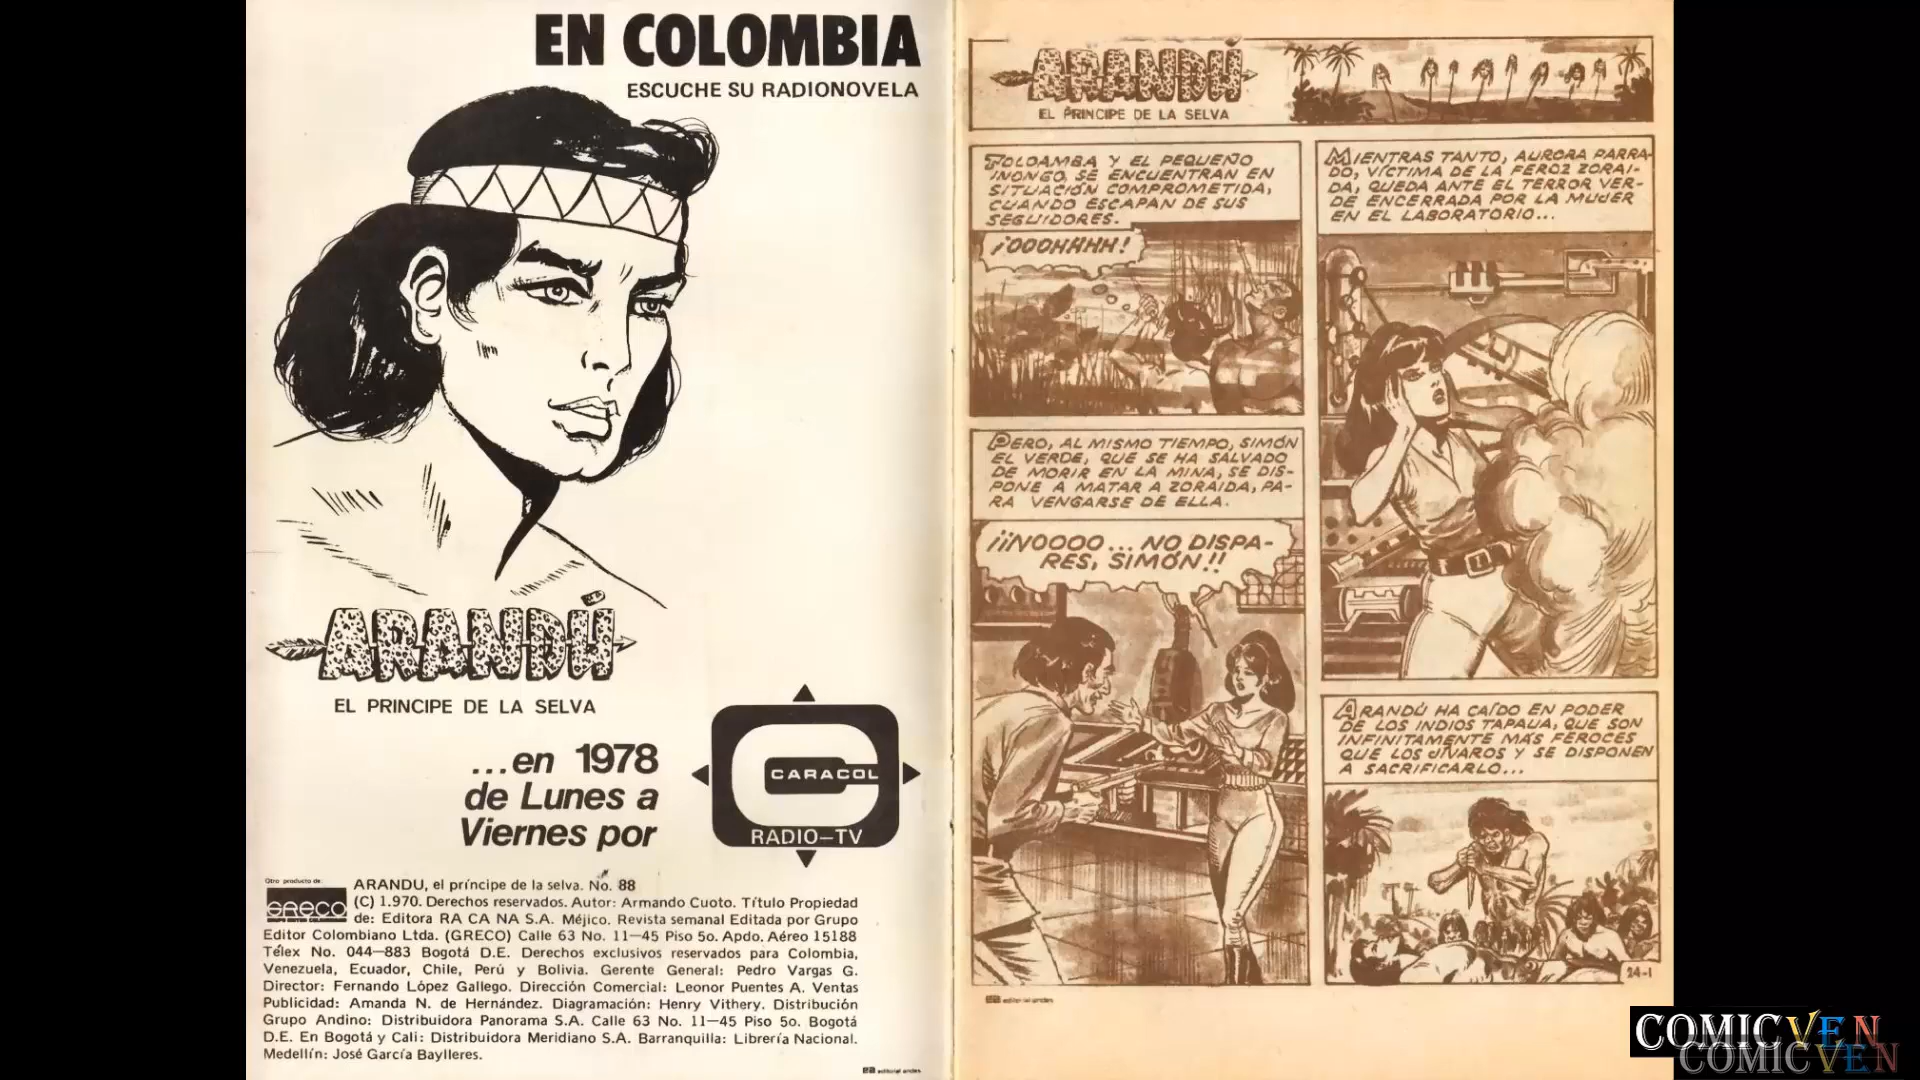 EN COLOMBIA
ESCUCHE SU RADIONOVELA
ARANDÚ
EL PRINCIPE DE LA SELVA
...en 1978
de Lunes a
Viernes por
CARACOL
RADIO-TV
Otro producto de:
GRECO
ARANDU, el príncipe de la selva. No. 88
(C) 1.970. Derechos reservados. Autor: Armando Cuoto. Título Propiedad
de: Editora RA CA NA S.A. Méjico. Revista semanal Editada por Grupo
Editor Colombiano Ltda. (GRECO) Calle 63 No. 11-45 Piso 5o. Apdo. Aéreo 15188
Télex No. 044-883 Bogotá D.E. Derechos exclusivos reservados para Colombia,
Venezuela, Ecuador, Chile, Perú y Bolivia. Gerente General: Pedro Vargas G.
Director: Fernando López Gallego. Dirección Comercial: Leonor Puentes A. Ventas
Publicidad: Amanda N. de Hernández. Diagramación: Henry Vithery. Distribución
Grupo Andino: Distribuidora Panorama S.A. Calle 63 No. 11-45 Piso 5o. Bogotá
D.E. En Bogotá y Cali: Distribuidora Meridiano S.A. Barranquilla: Librería Nacional.
Medellín: José García Baylleres.
ea editorial andes
ARANDÚ
EL PRINCIPE DE LA SELVA
TOLOAMBA Y EL PEQUEÑO
INONGO, SE ENCUENTRAN EN
SITUACIÓN COMPROMETIDA,
CUANDO ESCAPAN DE SUS
SEGUIDORES.
¡OOOHHHH!
MIENTRAS TANTO, AURORA PARRA-
DO, VÍCTIMA DE LA FEROZ ZORAI-
DA, QUEDA ANTE EL TERROR VER-
DE ENCERRADA POR LA MUJER
EN EL LABORATORIO...
PERO, AL MISMO TIEMPO, SIMÓN
EL VERDE, QUE SE HA SALVADO
DE MORIR EN LA MINA, SE DIS-
PONE A MATAR A ZORAIDA, PA-
RA VENGARSE DE ELLA.
¡¡NOOOO... NO DISPA-
RES, SIMÓN!!
ARANDÚ HA CAÍDO EN PODER
DE LOS INDIOS TAPAUA, QUE SON
INFINITAMENTE MÁS FEROCES
QUE LOS JÍVAROS Y SE DISPONEN
A SACRIFICARLO...
24-1
ea editorial andes
COMICVEN
COMICVEN